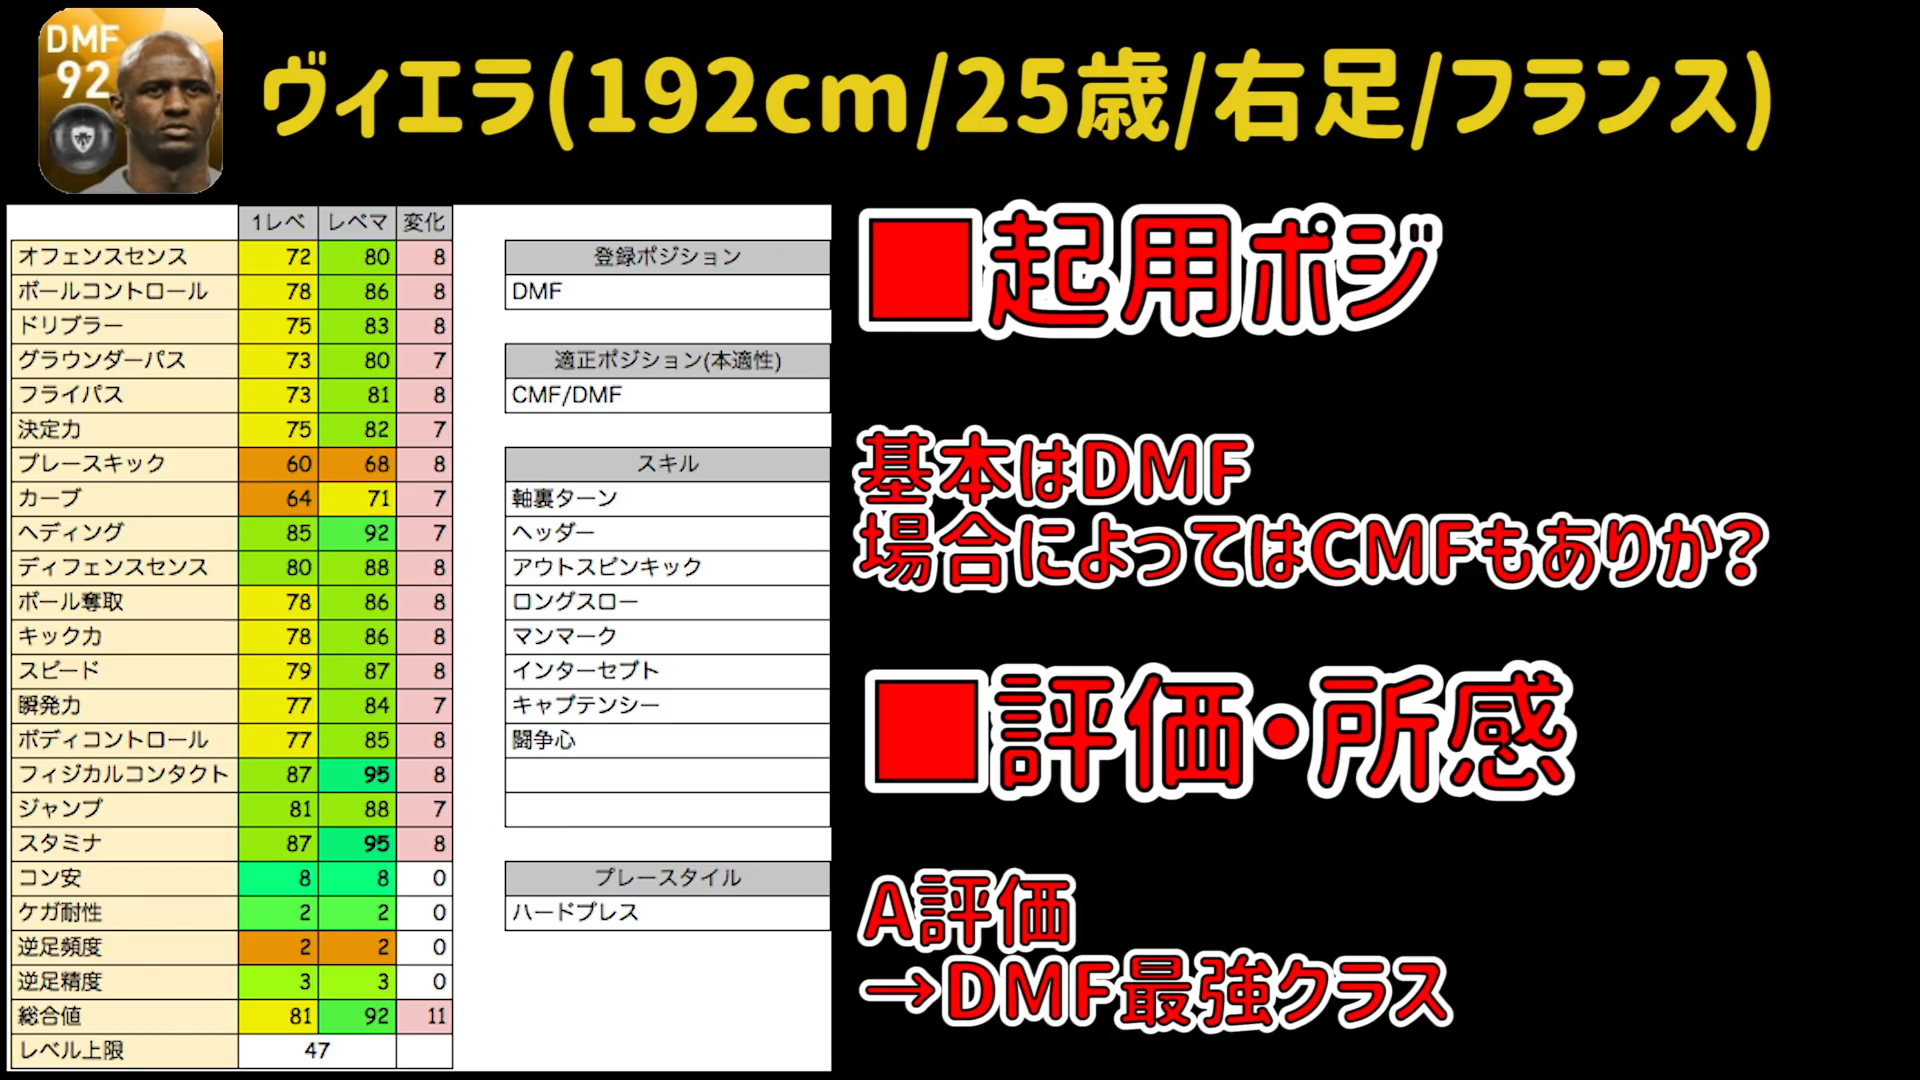 DMF
92
ヴィエラ(192cm/25歳/右足/フランス)
1レベ レベマ 変化
オフェンスセンス 72 80 8
ボールコントロール 78 86 8
ドリブラー 75 83 8
グラウンダーパス 73 80 7
フライパス 73 81 8
決定力 75 82 7
プレースキック 60 68 8
カーブ 64 71 7
ヘディング 85 92 7
ディフェンスセンス 80 88 8
ボール奪取 78 86 8
キック力 78 86 8
スピード 79 87 8
瞬発力 77 84 7
ボディコントロール 77 85 8
フィジカルコンタクト 87 95 8
ジャンプ 81 88 7
スタミナ 87 95 8
コン安 8 8 0
ケガ耐性 2 2 0
逆足頻度 2 2 0
逆足精度 3 3 0
総合値 81 92 11
レベル上限 47
登録ポジション
DMF
適正ポジション(本適性)
CMF/DMF
スキル
軸裏ターン
ヘッダー
アウトスピンキック
ロングスロー
マンマーク
インターセプト
キャプテンシー
闘争心
プレースタイル
ハードプレス
■起用ポジ
基本はDMF
場合によってはCMFもありか?
■評価・所感
A評価
→DMF最強クラス